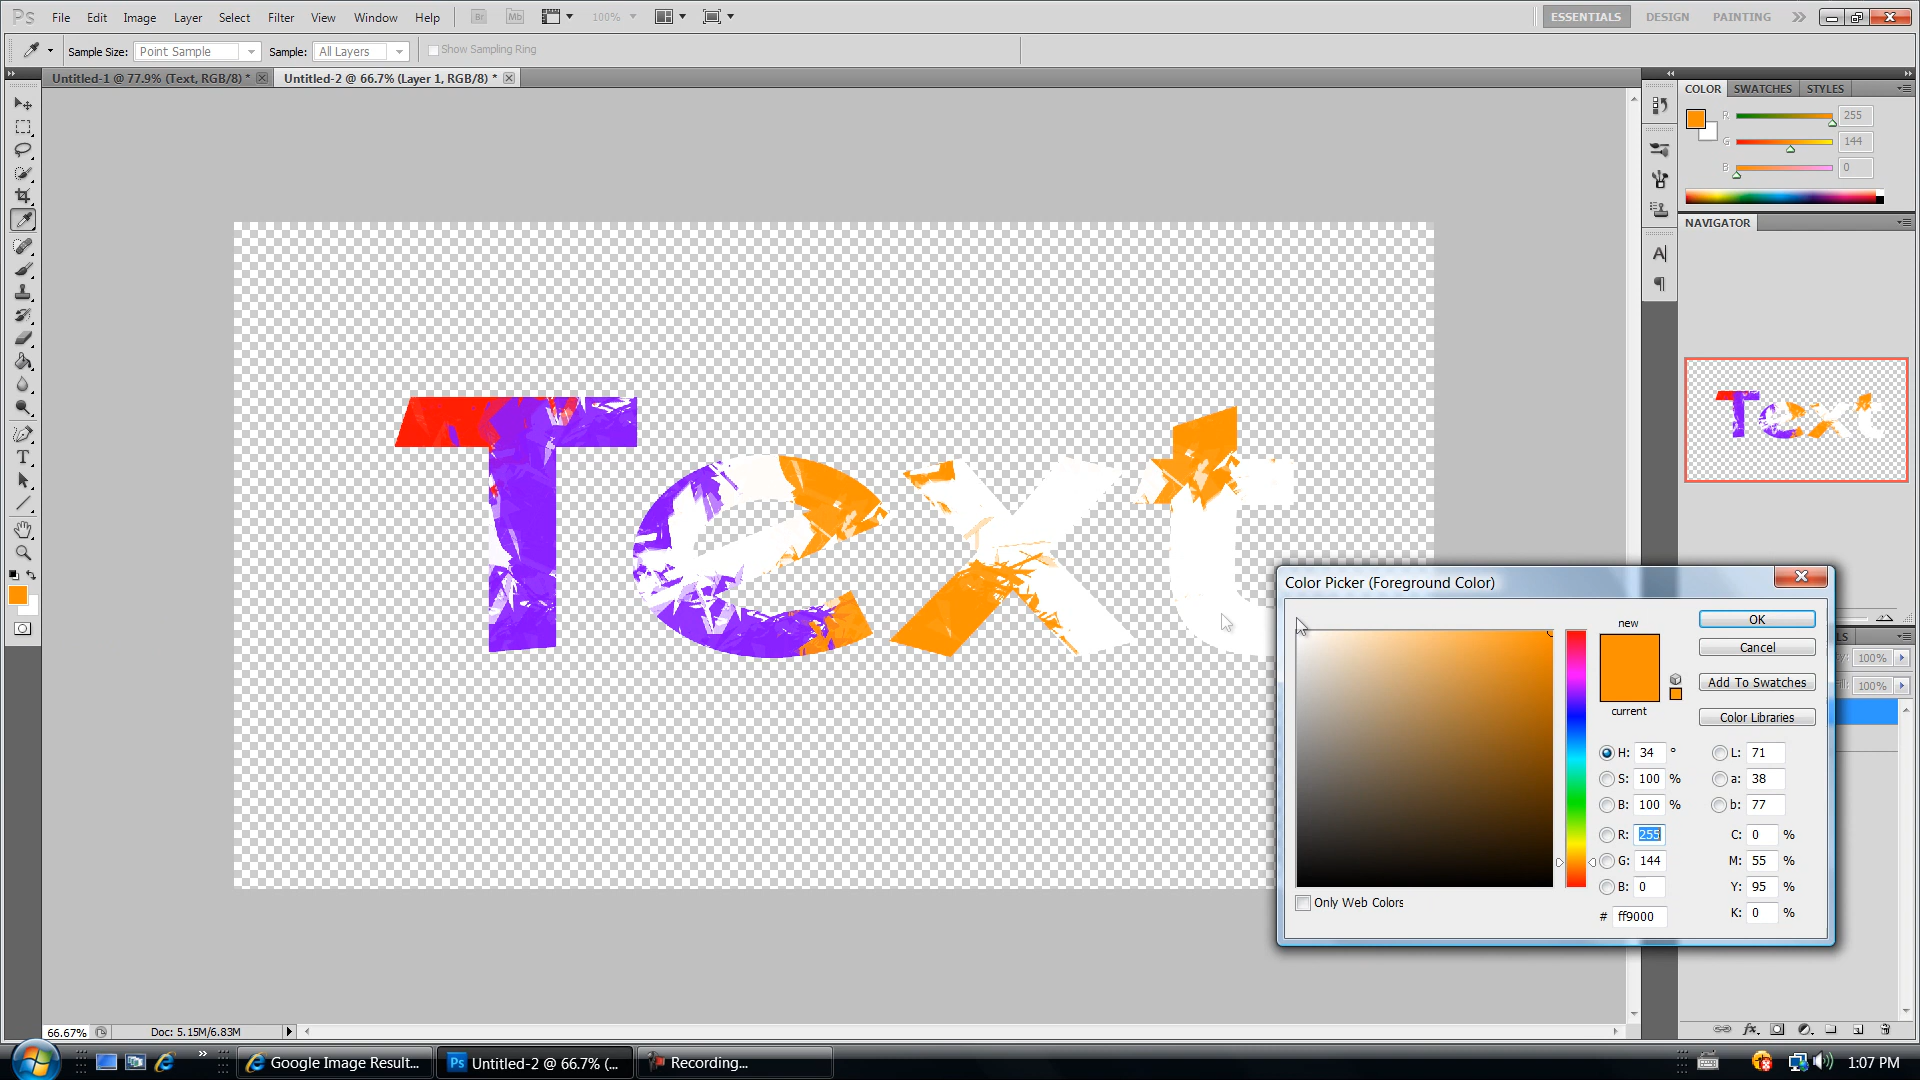 Ps File Edit Image Layer Select Filter View Window Help Br Mb 100% ESSENTIALS DESIGN PAINTING
Sample Size: Point Sample Sample: All Layers Show Sampling Ring
Untitled-1 @ 77.9% (Text, RGB/8) * Untitled-2 @ 66.7% (Layer 1, RGB/8) *
COLOR SWATCHES STYLES
R 255
G 144
B 0
NAVIGATOR
Text
Text
Color Picker (Foreground Color)
new
current
OK
Cancel
Add To Swatches
Color Libraries
H: 34 °
S: 100 %
B: 100 %
R: 255
G: 144
B: 0
# ff9000
L: 71
a: 38
b: 77
C: 0 %
M: 55 %
Y: 95 %
K: 0 %
Only Web Colors
100%
100%
66.67% Doc: 5.15M/6.83M
Google Image Result... Ps Untitled-2 @ 66.7% (... Recording... 1:07 PM